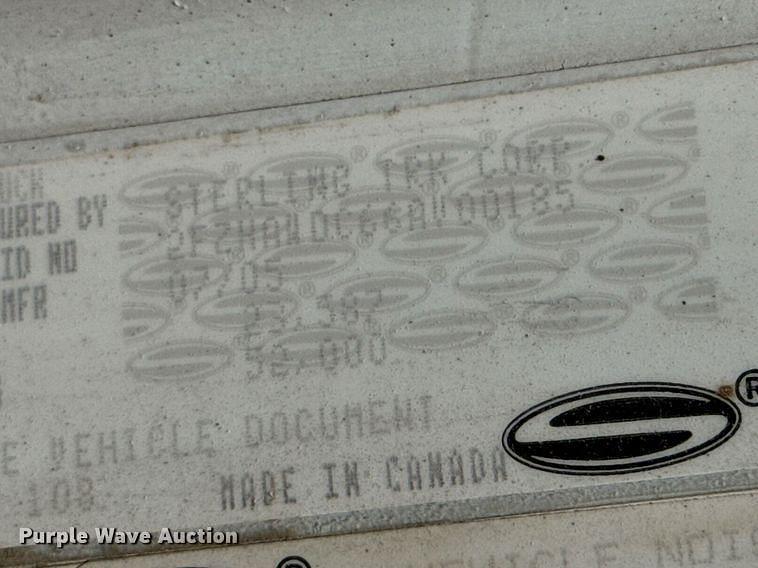 UCK
URED BY STERLING TRK CORP
ID NO 2FZHAWDC66AW00185
MFR 07/05
52,000
E VEHICLE DOCUMENT
108 MADE IN CANADA
®
Purple Wave Auction®
VEHICLE